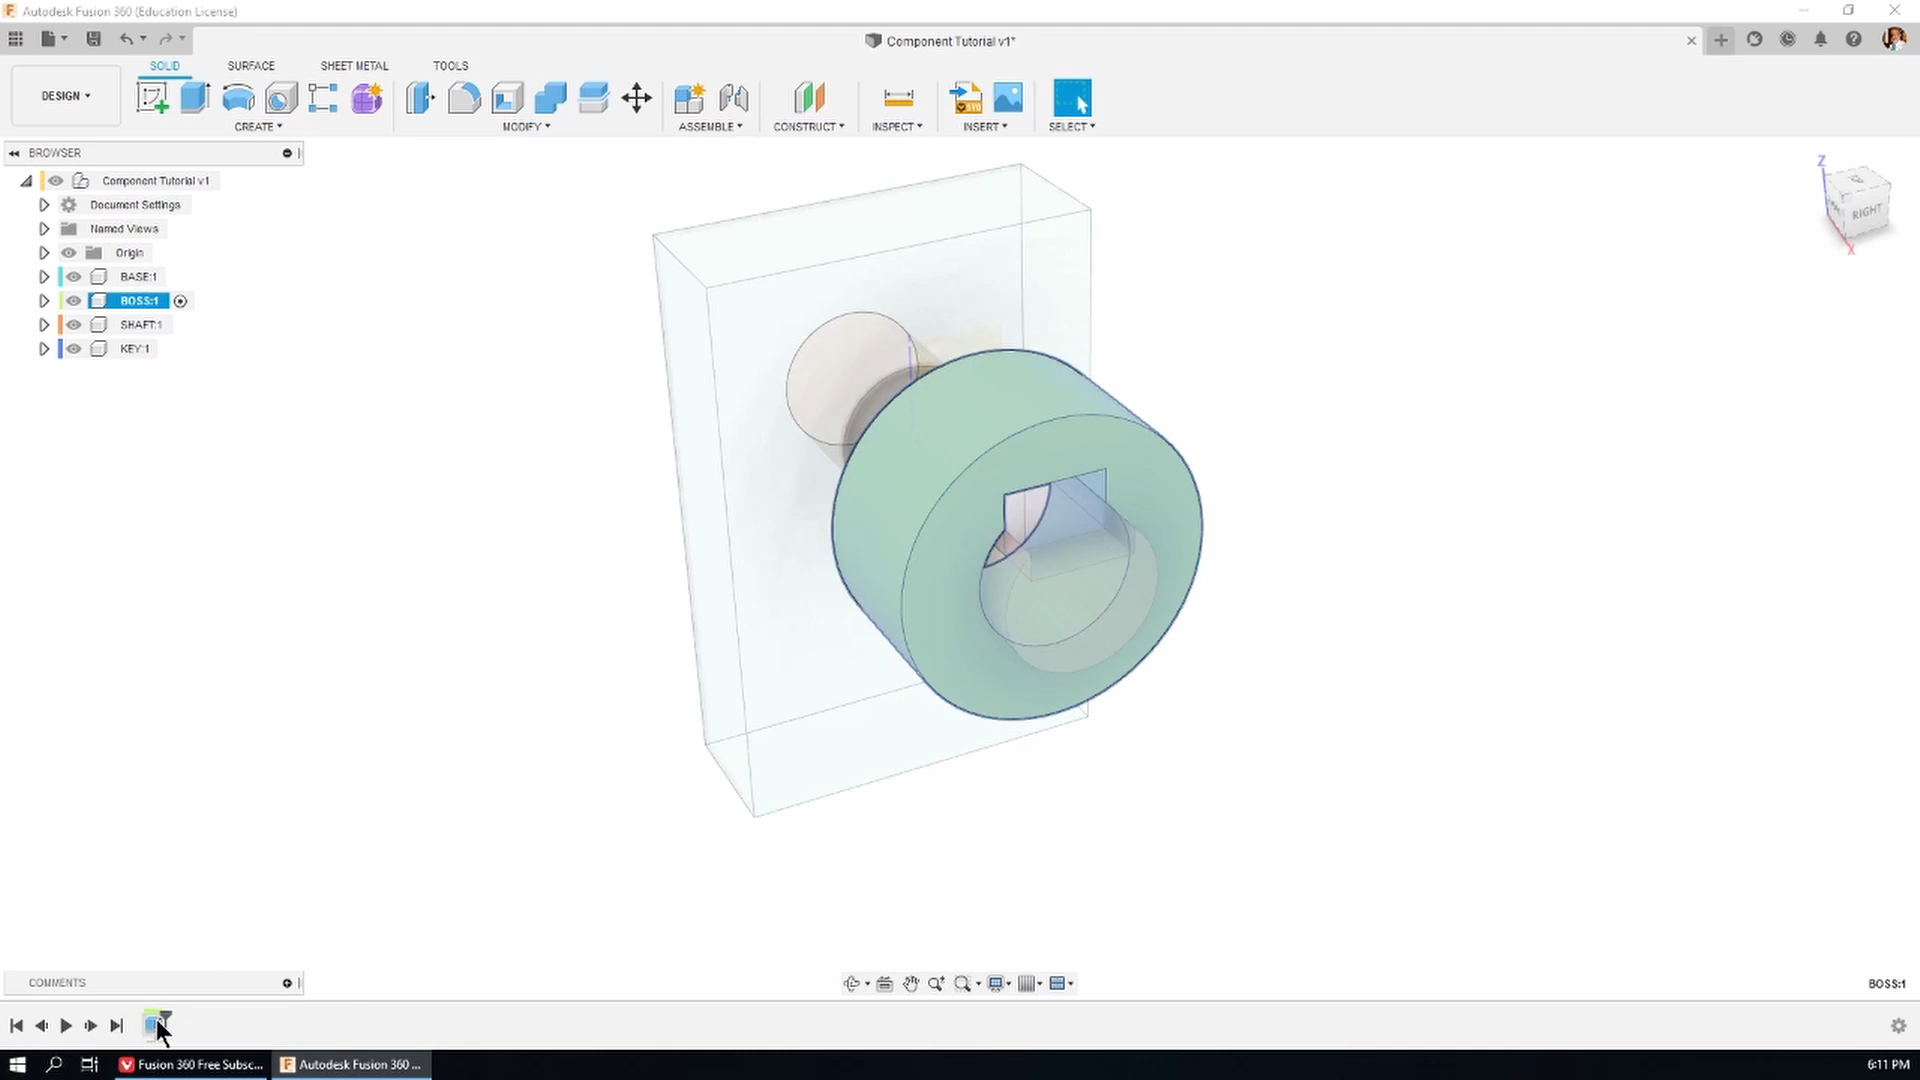 Autodesk Fusion 360 (Education License)
Component Tutorial v1*
SOLID SURFACE SHEET METAL TOOLS
DESIGN
CREATE MODIFY ASSEMBLE CONSTRUCT INSPECT INSERT SELECT
BROWSER
Component Tutorial v1
Document Settings
Named Views
Origin
BASE:1
BOSS:1
SHAFT:1
KEY:1
Z
RIGHT
X
COMMENTS
BOSS:1
Fusion 360 Free Subsc...
Autodesk Fusion 360 ...
6:11 PM